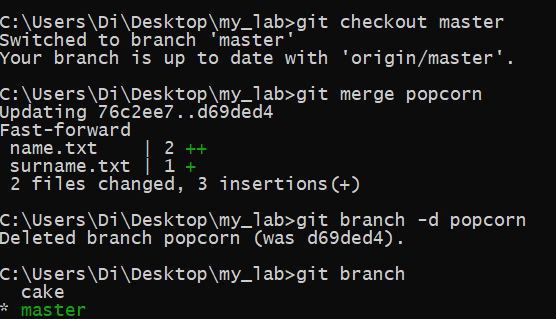 C:\Users\Di\Desktop\my_lab>git checkout master
Switched to branch 'master'
Your branch is up to date with 'origin/master'.
C:\Users\Di\Desktop\my_lab>git merge popcorn
Updating 76c2ee7..d69ded4
Fast-forward
 name.txt    | 2 ++
 surname.txt | 1 +
 2 files changed, 3 insertions(+)
C:\Users\Di\Desktop\my_lab>git branch -d popcorn
Deleted branch popcorn (was d69ded4).
C:\Users\Di\Desktop\my_lab>git branch
  cake
* master